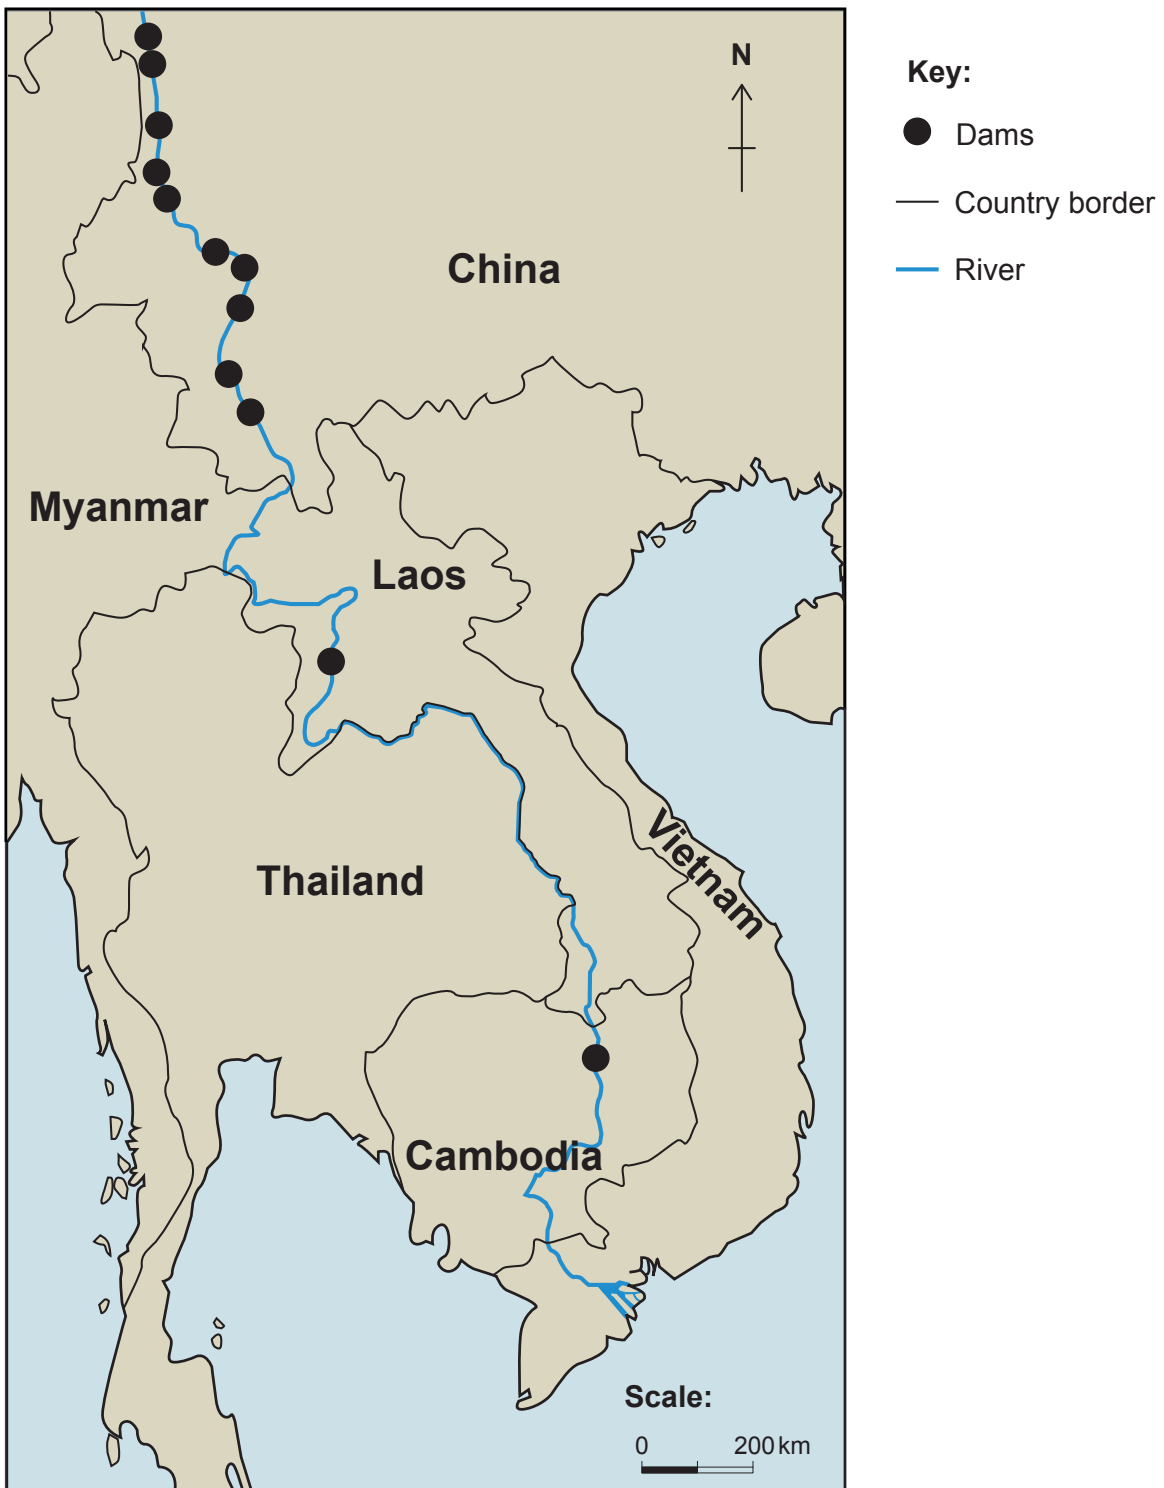 N
Key:
Dams
Country border
River
China
Myanmar
Laos
Vietnam
Thailand
Cambodia
Scale:
0 200 km